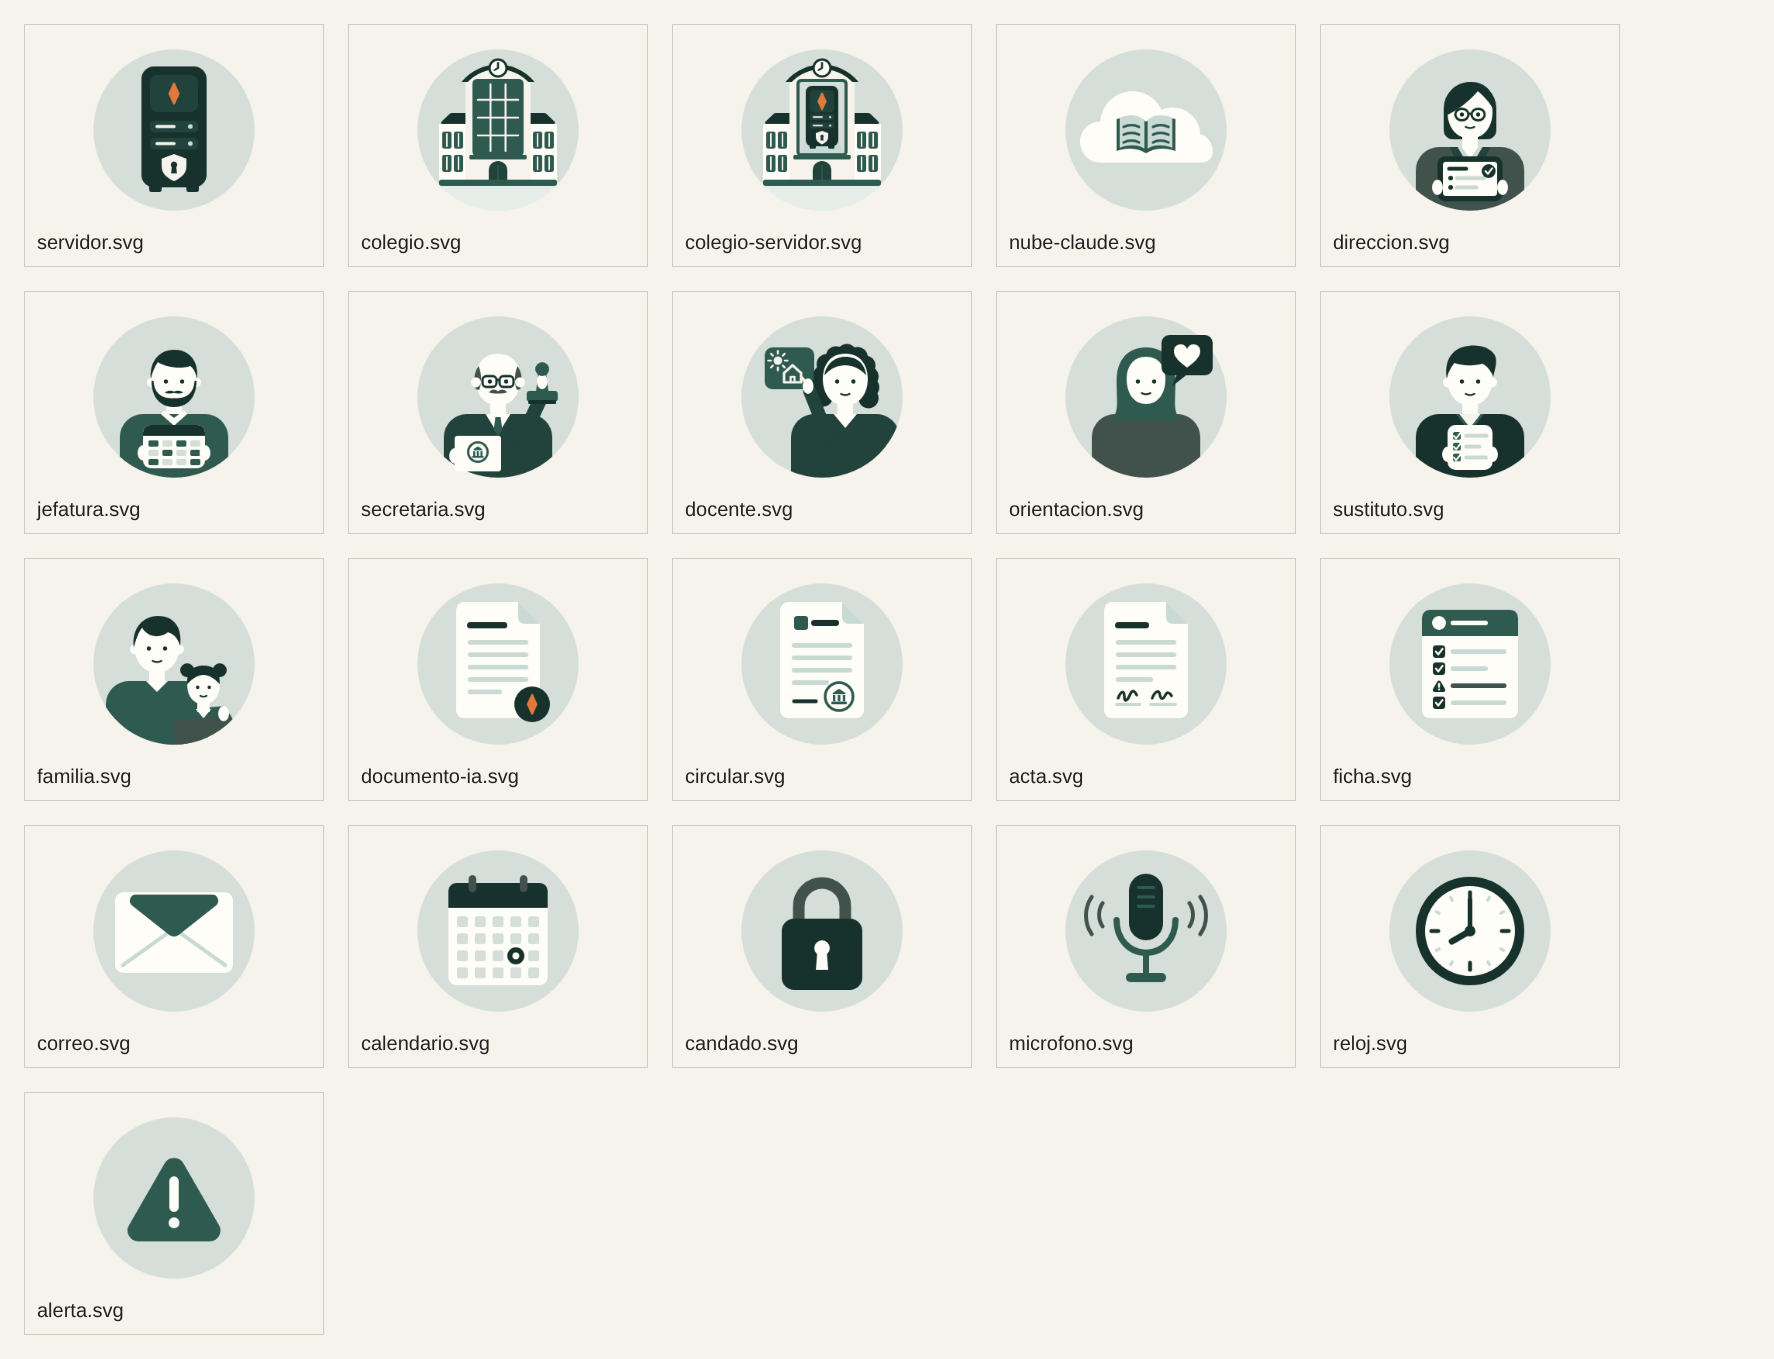 servidor.svg
colegio.svg
colegio-servidor.svg
nube-claude.svg
direccion.svg
jefatura.svg
secretaria.svg
docente.svg
orientacion.svg
sustituto.svg
familia.svg
documento-ia.svg
circular.svg
acta.svg
ficha.svg
correo.svg
calendario.svg
candado.svg
microfono.svg
reloj.svg
alerta.svg